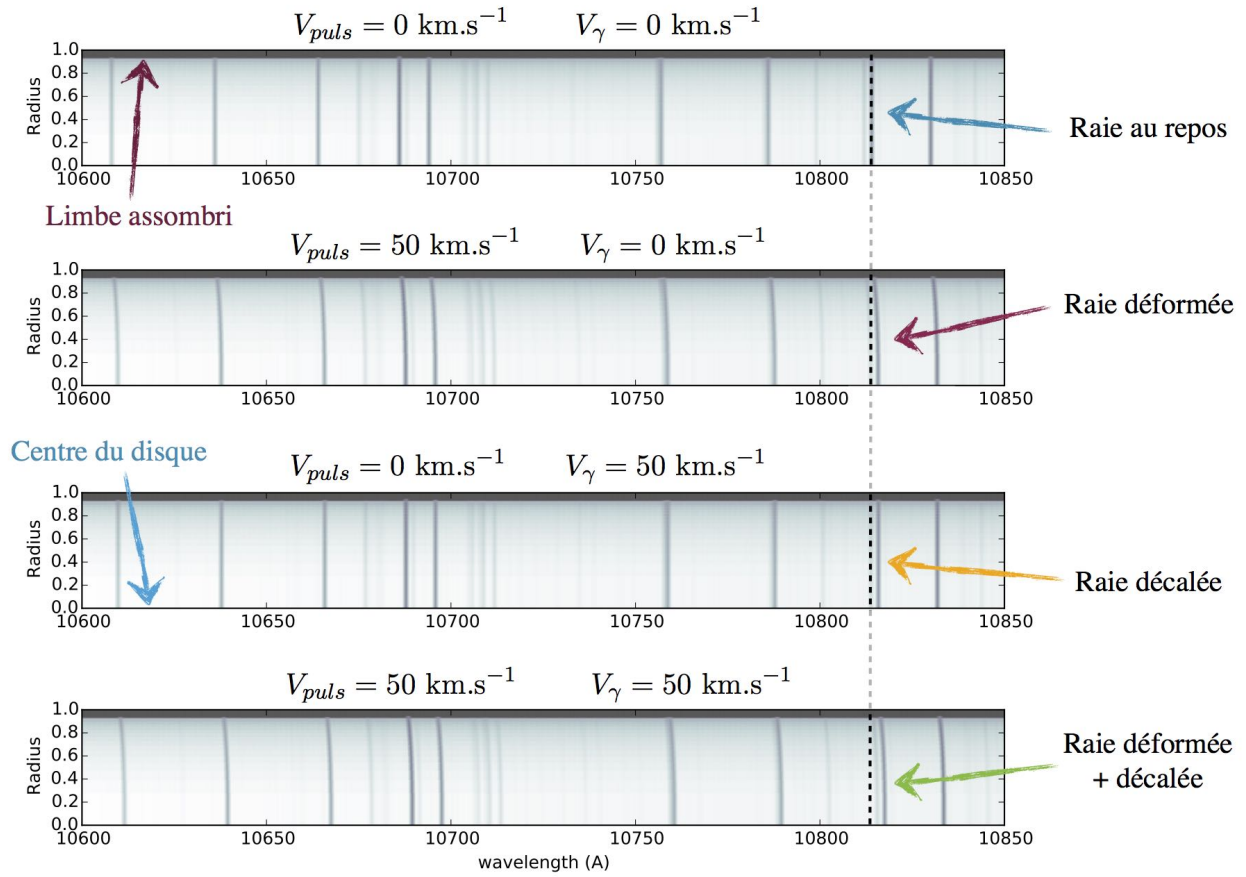 V_puls = 0 km.s⁻¹ V_γ = 0 km.s⁻¹
1.0
0.8
0.6
0.4
0.2
0.0
Radius
10600 10650 10700 10750 10800 10850
Raie au repos
Limbe assombri
V_puls = 50 km.s⁻¹ V_γ = 0 km.s⁻¹
1.0
0.8
0.6
0.4
0.2
0.0
Radius
10600 10650 10700 10750 10800 10850
Raie déformée
Centre du disque
V_puls = 0 km.s⁻¹ V_γ = 50 km.s⁻¹
1.0
0.8
0.6
0.4
0.2
0.0
Radius
10600 10650 10700 10750 10800 10850
Raie décalée
V_puls = 50 km.s⁻¹ V_γ = 50 km.s⁻¹
1.0
0.8
0.6
0.4
0.2
0.0
Radius
10600 10650 10700 10750 10800 10850
Raie déformée
+ décalée
wavelength (A)